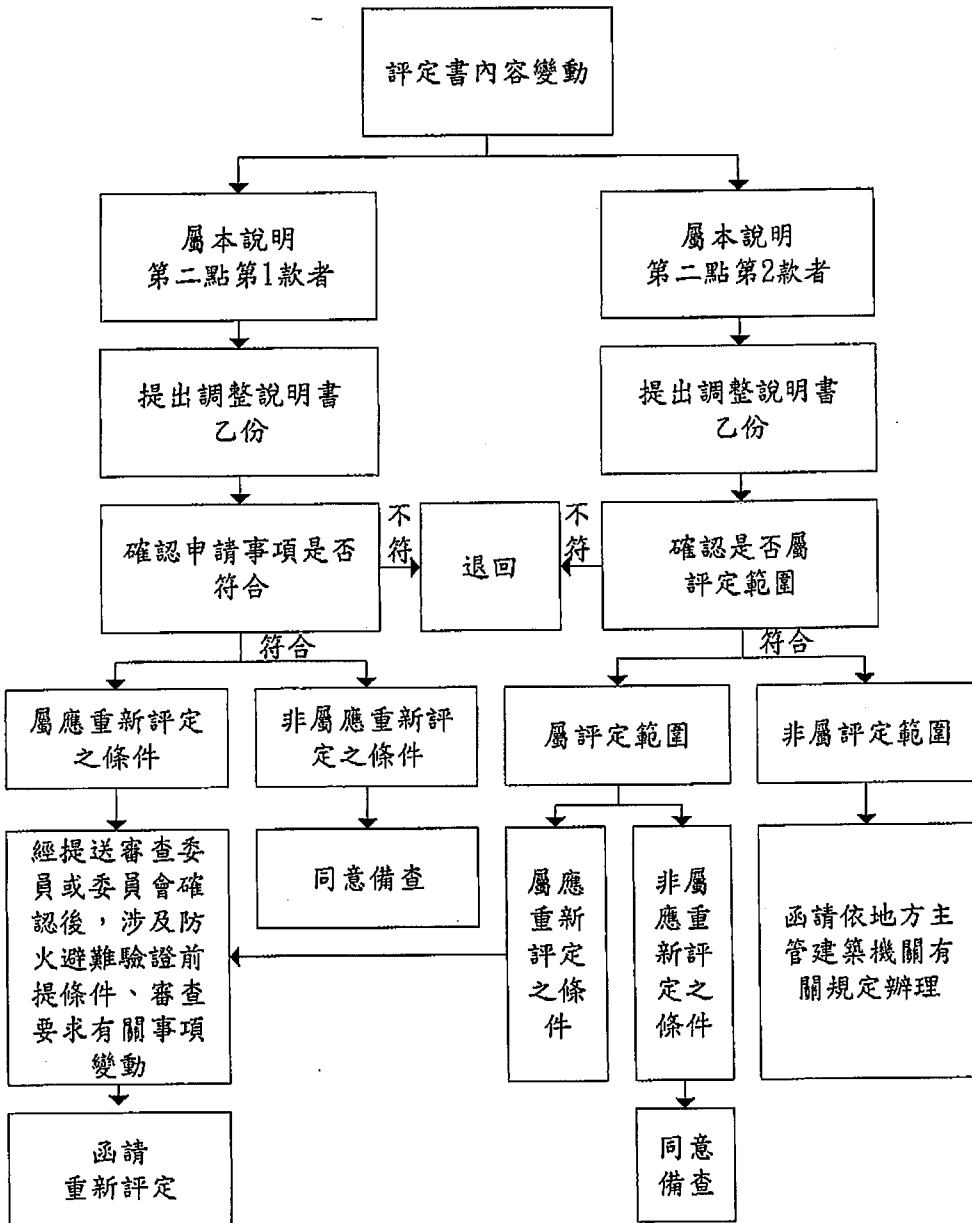 評定書內容變動
屬本說明
第二點第1款者
屬本說明
第二點第2款者
提出調整說明書
乙份
提出調整說明書
乙份
確認申請事項是否
符合
不
符
退回
不
符
確認是否屬
評定範圍
符合
符合
屬應重新評定
之條件
非屬應重新評
定之條件
屬評定範圍
非屬評定範圍
經提送審查委
員或委員會確
認後，涉及防
火避難驗證前
提條件、審查
要求有關事項
變動
同意備查
屬應
重新
評定
之條
件
非屬
應重
新評
定之
條件
函請依地方主
管建築機關有
關規定辦理
函請
重新評定
同意
備查